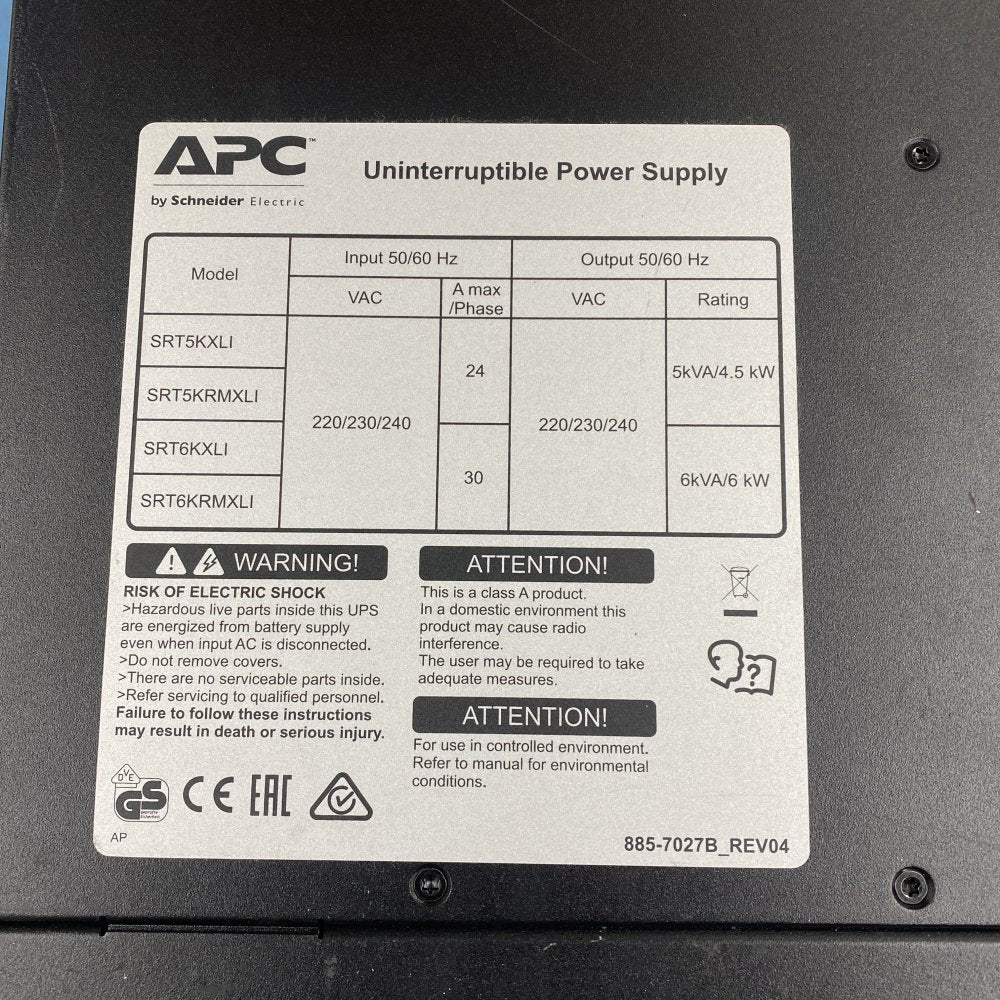 APC™
by Schneider Electric
Uninterruptible Power Supply
Model
Input 50/60 Hz
Output 50/60 Hz
VAC
A max
/Phase
VAC
Rating
SRT5KXLI
SRT5KRMXLI
SRT6KXLI
SRT6KRMXLI
220/230/240
24
30
220/230/240
5kVA/4.5 kW
6kVA/6 kW
! WARNING!
RISK OF ELECTRIC SHOCK
>Hazardous live parts inside this UPS
are energized from battery supply
even when input AC is disconnected.
>Do not remove covers.
>There are no serviceable parts inside.
>Refer servicing to qualified personnel.
Failure to follow these instructions
may result in death or serious injury.
ATTENTION!
This is a class A product.
In a domestic environment this
product may cause radio
interference.
The user may be required to take
adequate measures.
ATTENTION!
For use in controlled environment.
Refer to manual for environmental
conditions.
?
DVE
GS
geprüfte
Sicherheit
CE
EAC
AP
885-7027B_REV04